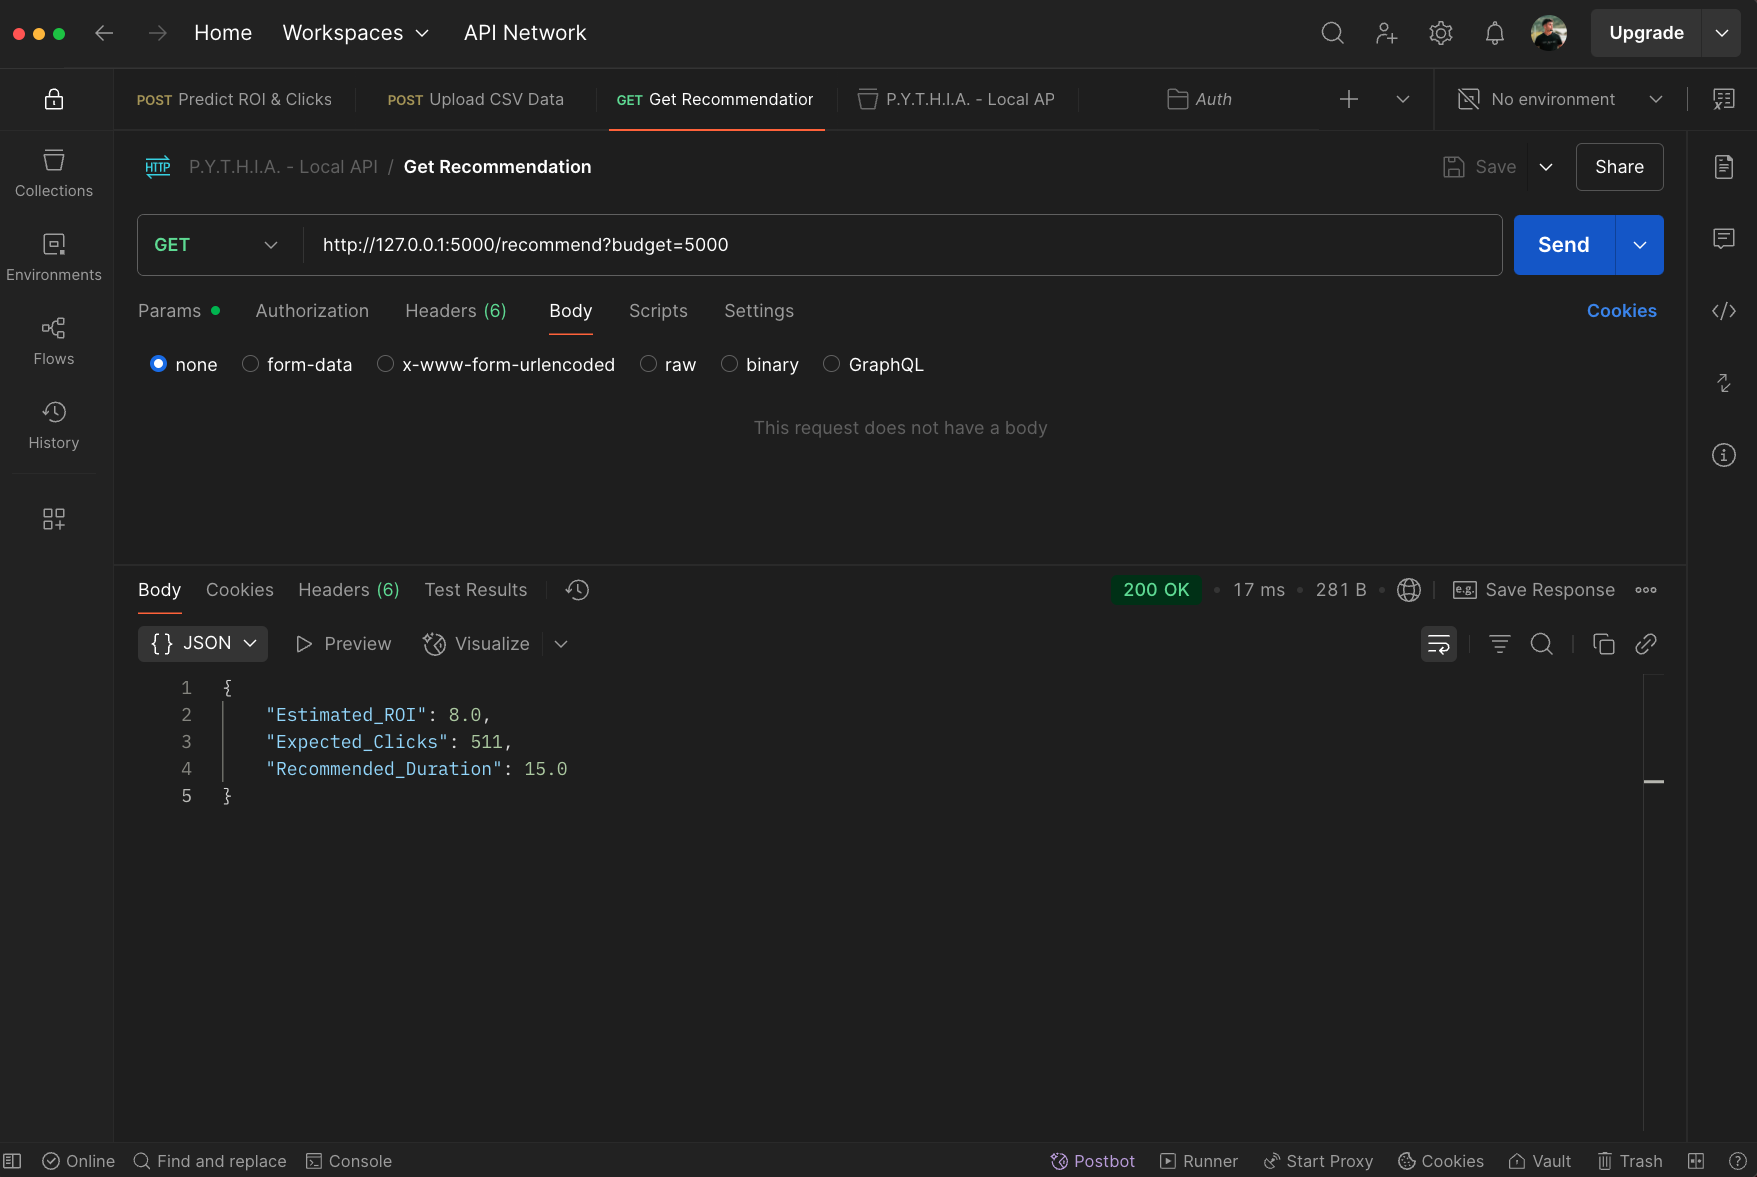 Home Workspaces API Network Upgrade
POST Predict ROI & Clicks POST Upload CSV Data GET Get Recommendatior P.Y.T.H.I.A. - Local AP Auth No environment
Collections
Environments
Flows
History
HTTP P.Y.T.H.I.A. - Local API / Get Recommendation Save Share
GET http://127.0.0.1:5000/recommend?budget=5000 Send
Params Authorization Headers (6) Body Scripts Settings Cookies
none form-data x-www-form-urlencoded raw binary GraphQL
This request does not have a body
Body Cookies Headers (6) Test Results 200 OK 17 ms 281 B e.g. Save Response
{} JSON Preview Visualize
1 {
2 "Estimated_ROI": 8.0,
3 "Expected_Clicks": 511,
4 "Recommended_Duration": 15.0
5 }
Online Find and replace Console Postbot Runner Start Proxy Cookies Vault Trash